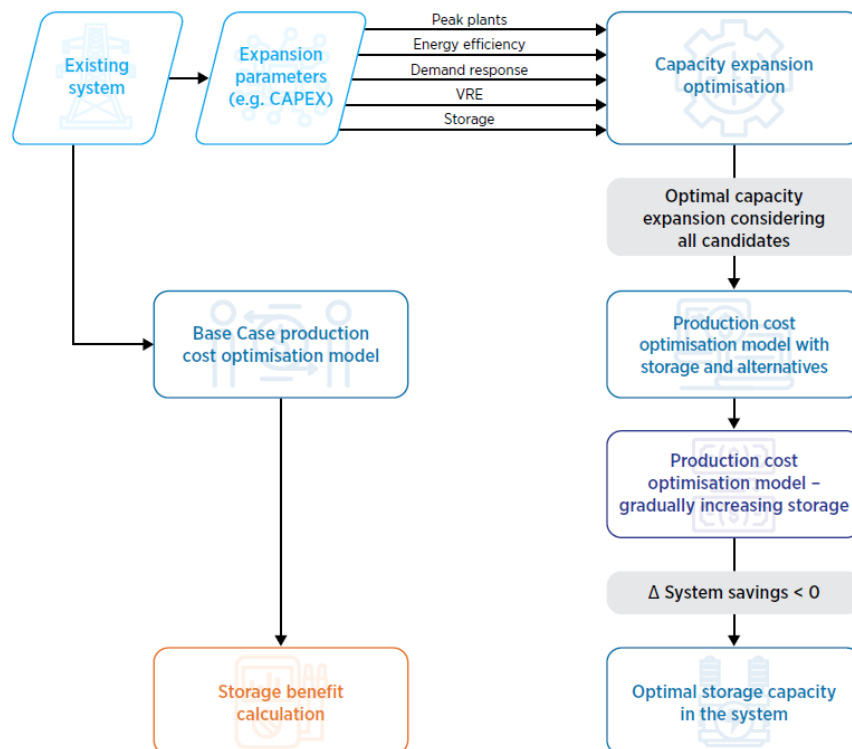 Existing
system
Expansion
parameters
(e.g. CAPEX)
Peak plants
Energy efficiency
Demand response
VRE
Storage
Capacity expansion
optimisation
Optimal capacity
expansion considering
all candidates
Base Case production
cost optimisation model
Production cost
optimisation model with
storage and alternatives
Production cost
optimisation model –
gradually increasing storage
Δ System savings < 0
Storage benefit
calculation
Optimal storage capacity
in the system